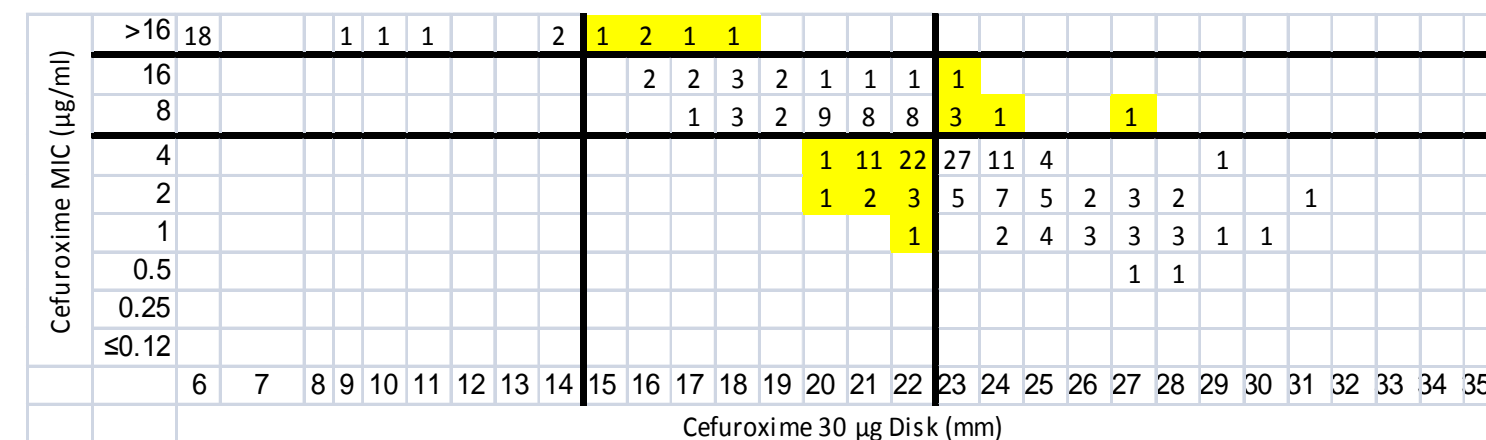 Cefuroxime MIC (µg/ml)
>16 18 1 1 1 2 1 2 1 1
16 2 2 3 2 1 1 1 1
8 1 3 2 9 8 8 3 1 1
4 1 11 22 27 11 4 1
2 1 2 3 5 7 5 2 3 2 1
1 1 2 4 3 3 3 1 1
0.5 1 1
0.25
≤0.12
6 7 8 9 10 11 12 13 14 15 16 17 18 19 20 21 22 23 24 25 26 27 28 29 30 31 32 33 34 35
Cefuroxime 30 µg Disk (mm)